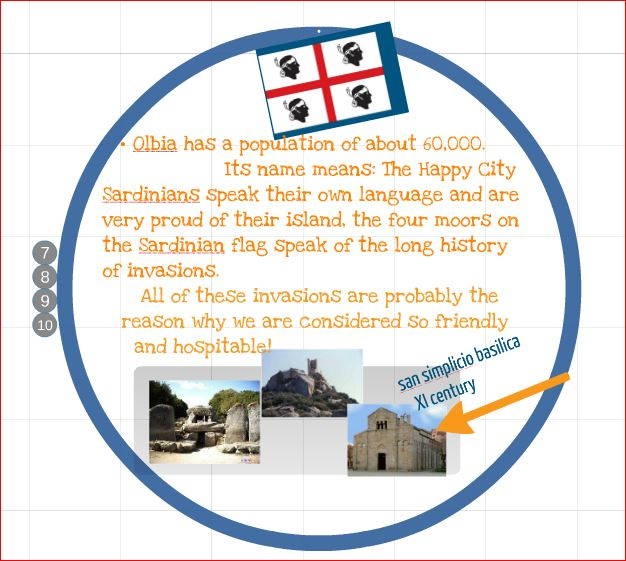 • Olbia has a population of about 60,000.
Its name means: The Happy City
Sardinians speak their own language and are
very proud of their island, the four moors on
the Sardinian flag speak of the long history
of invasions.
All of these invasions are probably the
reason why we are considered so friendly
and hospitable!
7
8
9
10
san simplicio basilica
XI century